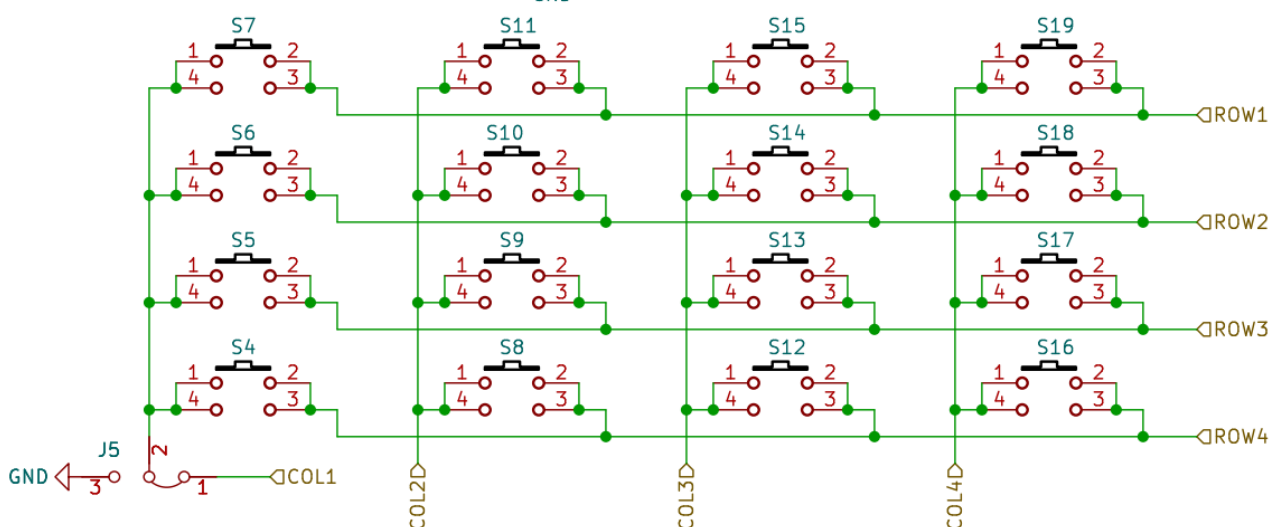 GND
S7 S11 S15 S19
1 2 1 2 1 2 1 2
4 3 4 3 4 3 4 3
ROW1
S6 S10 S14 S18
1 2 1 2 1 2 1 2
4 3 4 3 4 3 4 3
ROW2
S5 S9 S13 S17
1 2 1 2 1 2 1 2
4 3 4 3 4 3 4 3
ROW3
S4 S8 S12 S16
1 2 1 2 1 2 1 2
4 3 4 3 4 3 4 3
ROW4
J5 2
GND 3 1 COL1
COL2
COL3
COL4